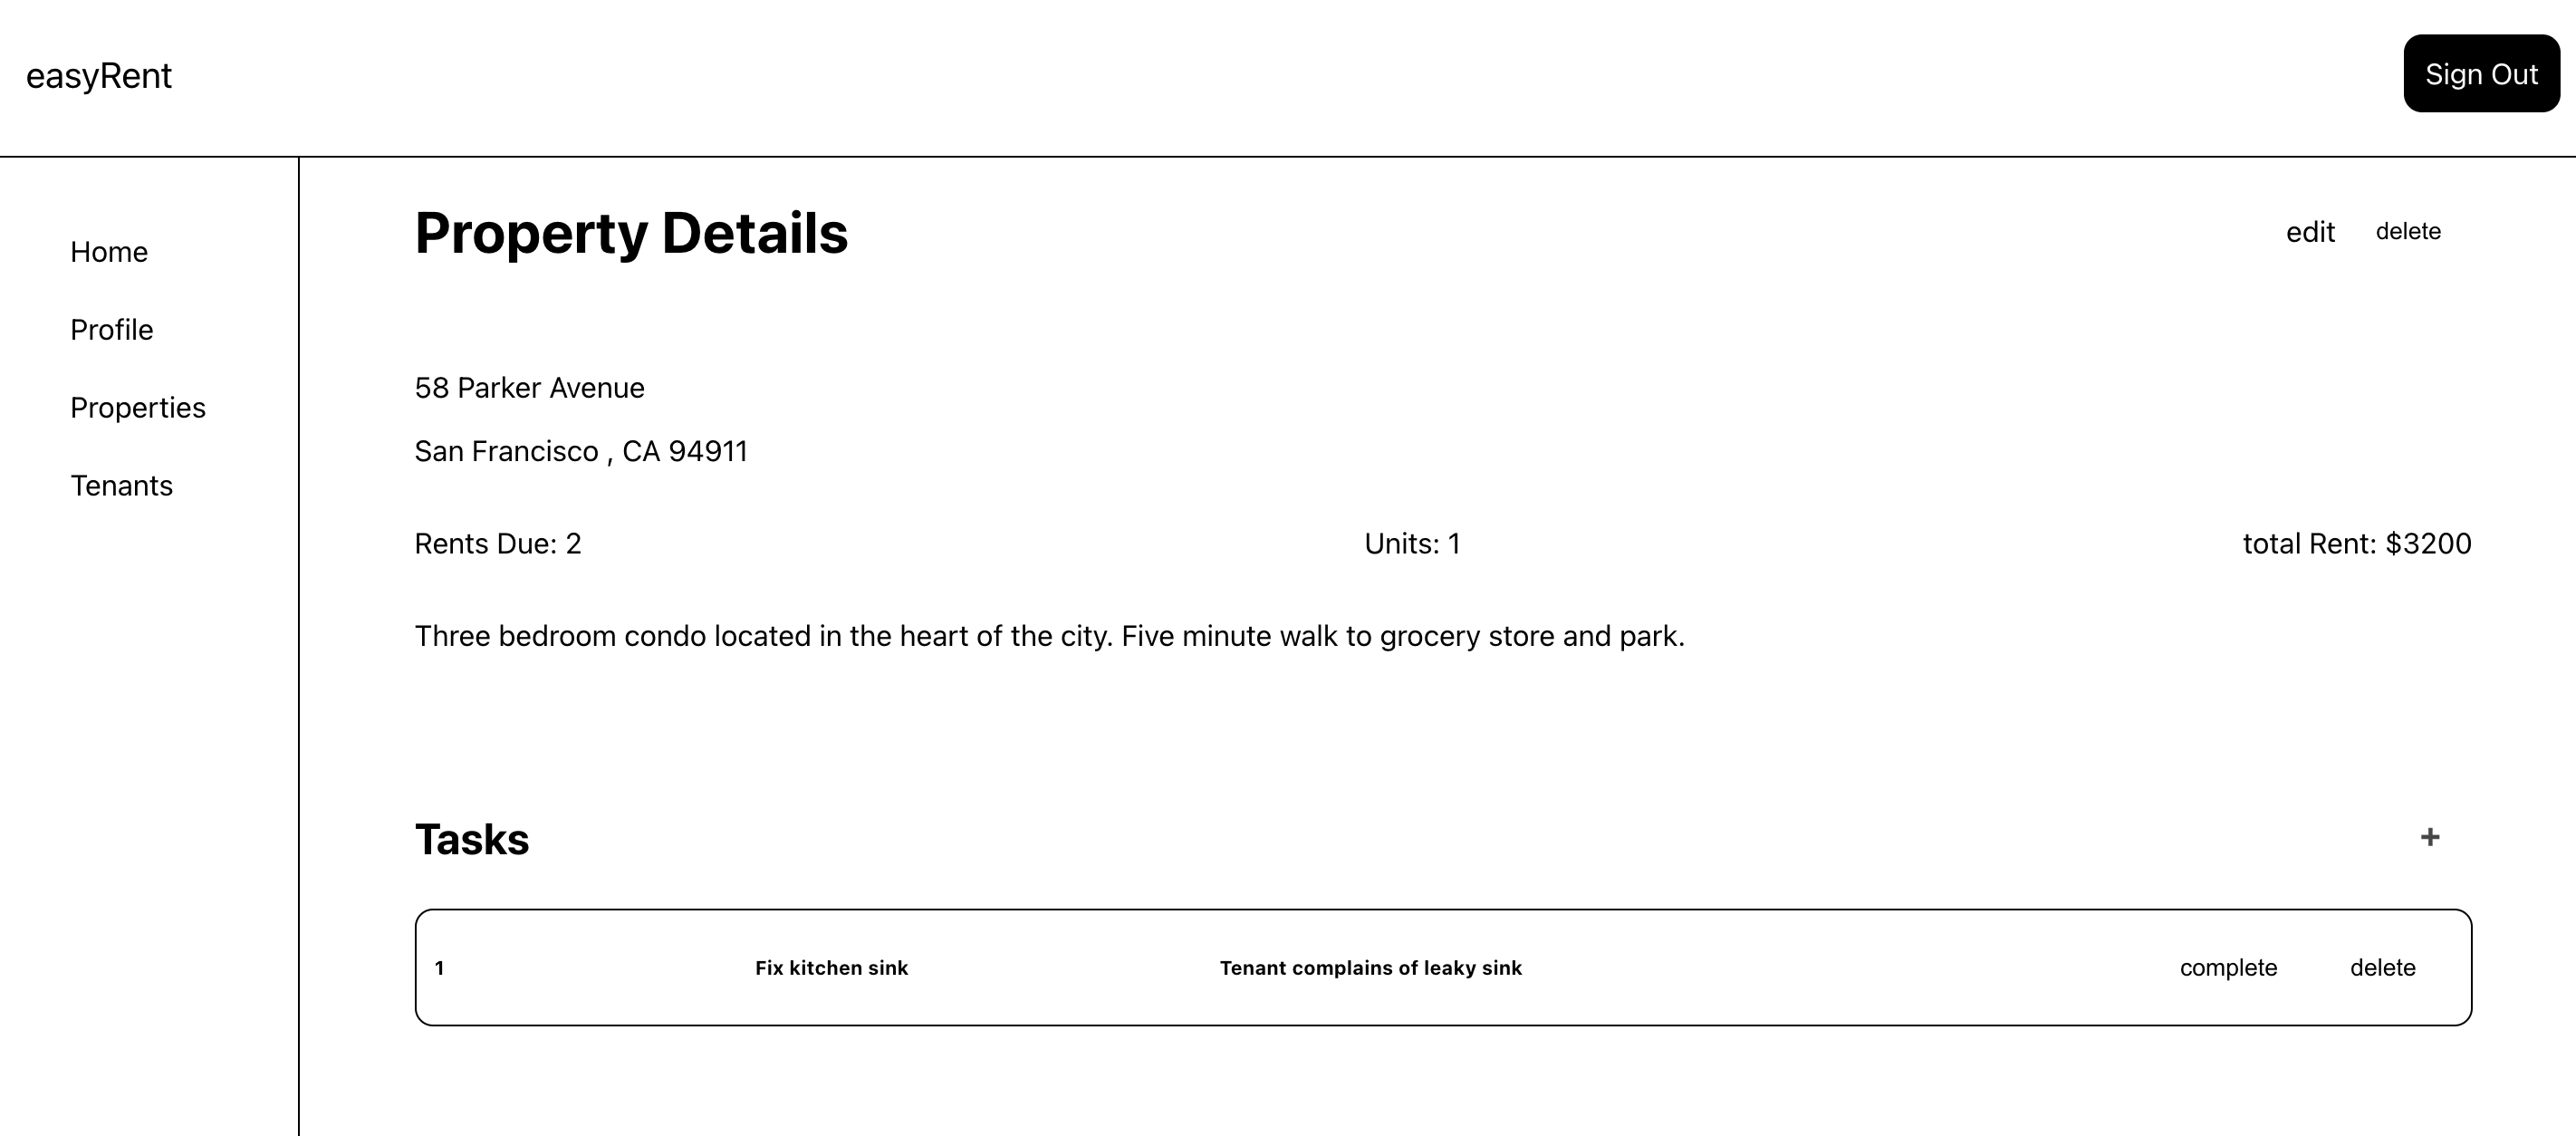 easyRent
Sign Out
Home
Profile
Properties
Tenants
Property Details
edit
delete
58 Parker Avenue
San Francisco , CA 94911
Rents Due: 2
Units: 1
total Rent: $3200
Three bedroom condo located in the heart of the city. Five minute walk to grocery store and park.
Tasks
+
1
Fix kitchen sink
Tenant complains of leaky sink
complete
delete